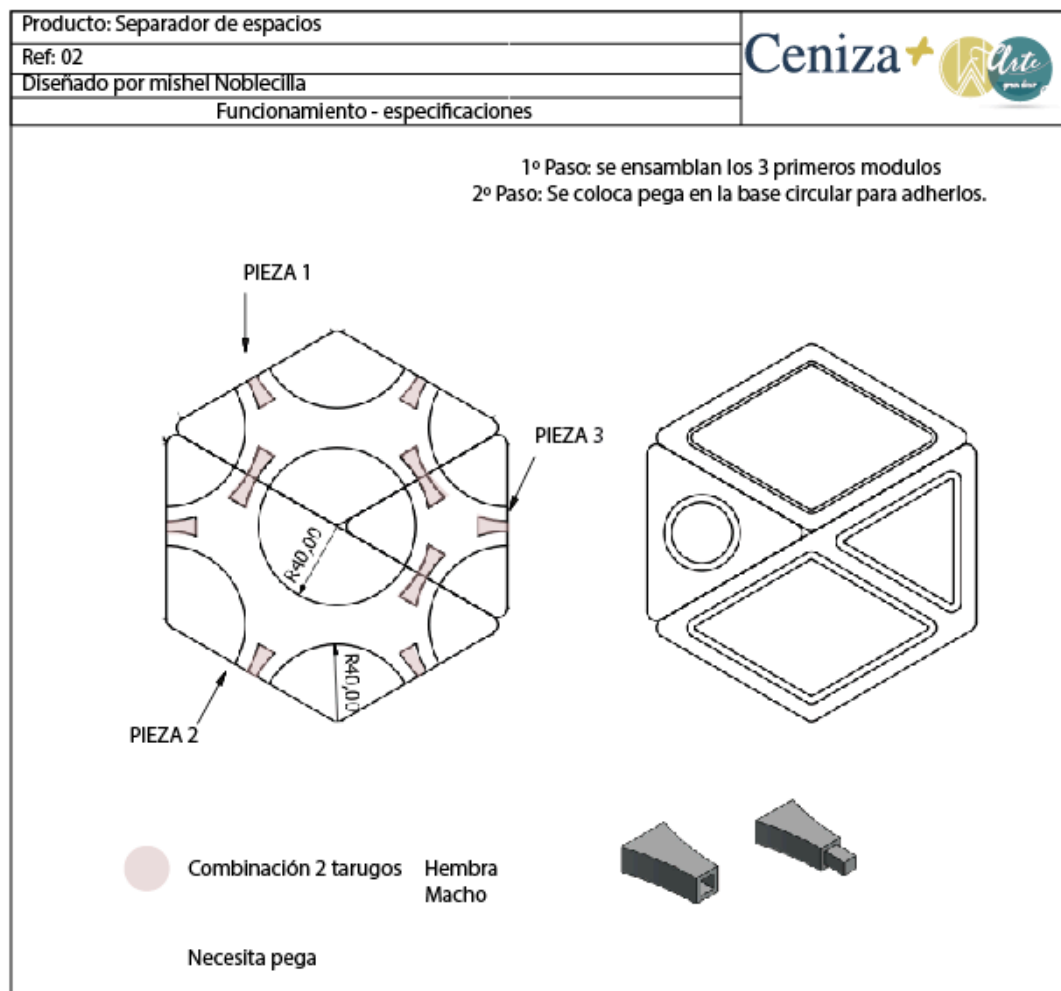 Producto: Separador de espacios
Ref: 02
Diseñado por mishel Noblecilla
Funcionamiento - especificaciones
Ceniza+
Arte
1º Paso: se ensamblan los 3 primeros modulos
2º Paso: Se coloca pega en la base circular para adherlos.
PIEZA 1
PIEZA 3
R40,00
R40,00
PIEZA 2
Combinación 2 tarugos Hembra
Macho
Necesita pega